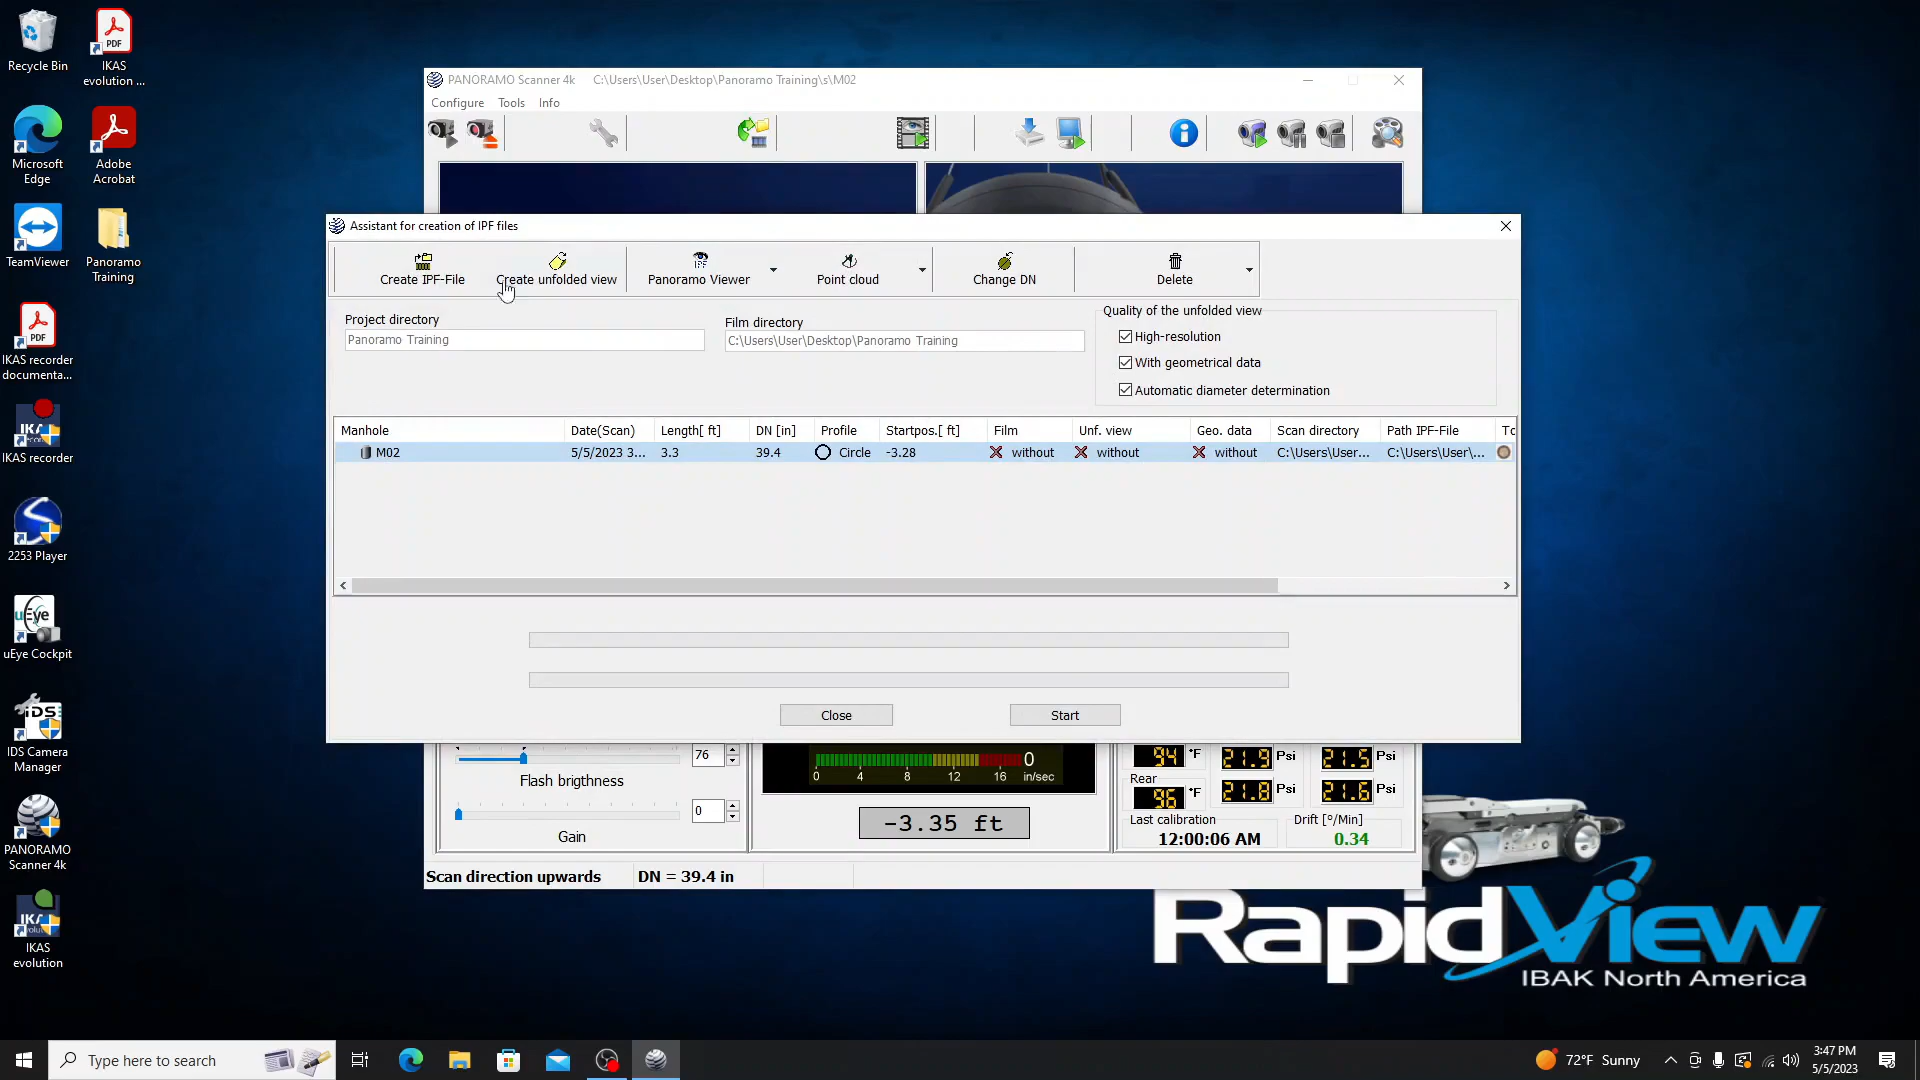 Recycle Bin
IKAS
evolution ...
Microsoft
Edge
Adobe
Acrobat
TeamViewer
Panoramo
Training
IKAS recorder
documenta...
IKAS recorder
2253 Player
uEye Cockpit
IDS Camera
Manager
PANORAMO
Scanner 4k
IKAS
evolution
PANORAMO Scanner 4k C:\Users\User\Desktop\Panoramo Training\s\M02
Configure Tools Info
Assistant for creation of IPF files
Create IPF-File Create unfolded view Panoramo Viewer Point cloud Change DN Delete
Project directory
Panoramo Training
Film directory
C:\Users\User\Desktop\Panoramo Training
Quality of the unfolded view
High-resolution
With geometrical data
Automatic diameter determination
Manhole Date(Scan) Length[ ft] DN [in] Profile Startpos.[ ft] Film Unf. view Geo. data Scan directory Path IPF-File
M02 5/5/2023 3... 3.3 39.4 Circle -3.28 without without without C:\Users\User... C:\Users\User\...
Close Start
76
Flash brigthness
0
Gain
0 4 8 12 16 in/sec
0
-3.35 ft
94 °F 21.9 Psi 21.5 Psi
Rear
96 °F 21.8 Psi 21.6 Psi
Last calibration Drift [°/Min]
12:00:06 AM 0.34
Scan direction upwards DN = 39.4 in
RapidView
IBAK North America
Type here to search
72°F Sunny
3:47 PM
5/5/2023